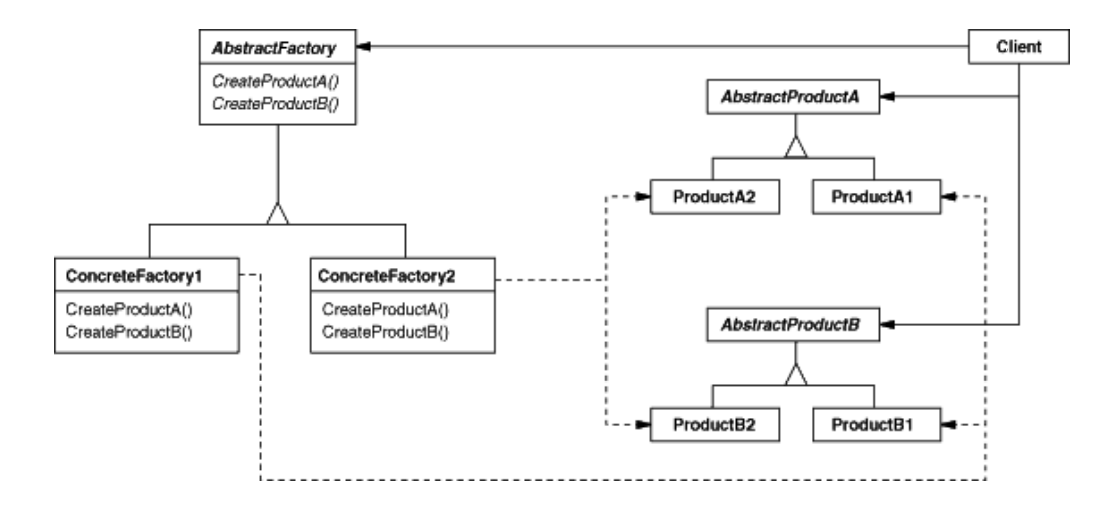 AbstractFactory
CreateProductA()
CreateProductB()
Client
AbstractProductA
ProductA2
ProductA1
ConcreteFactory1
CreateProductA()
CreateProductB()
ConcreteFactory2
CreateProductA()
CreateProductB()
AbstractProductB
ProductB2
ProductB1